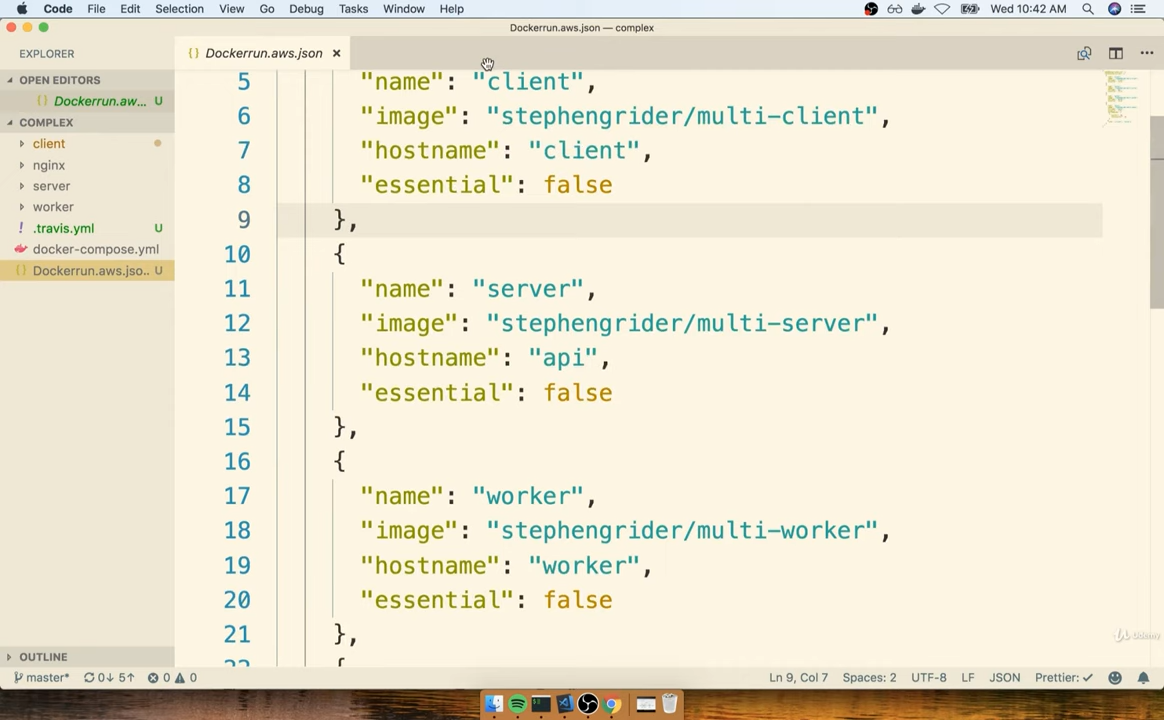 Code File Edit Selection View Go Debug Tasks Window Help Wed 10:42 AM
Dockerrun.aws.json — complex
EXPLORER
{ } Dockerrun.aws.json ×
OPEN EDITORS
{ } Dockerrun.aw... U
COMPLEX
client
nginx
server
worker
! .travis.yml U
docker-compose.yml
{ } Dockerrun.aws.jso.. U
OUTLINE
5 "name": "client",
6 "image": "stephengrider/multi-client",
7 "hostname": "client",
8 "essential": false
9 },
10 {
11 "name": "server",
12 "image": "stephengrider/multi-server",
13 "hostname": "api",
14 "essential": false
15 },
16 {
17 "name": "worker",
18 "image": "stephengrider/multi-worker",
19 "hostname": "worker",
20 "essential": false
21 },
22 {
Udemy
master* 0↓ 5↑ 0 0 Ln 9, Col 7 Spaces: 2 UTF-8 LF JSON Prettier: ✓